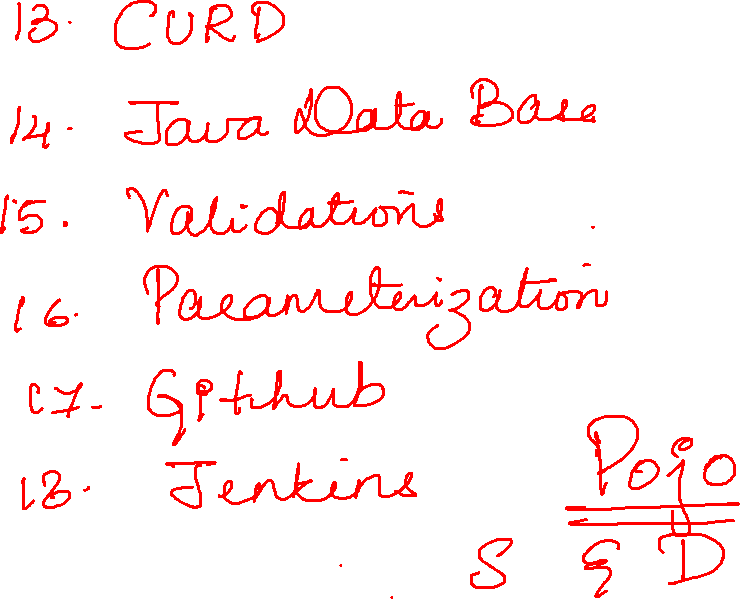 13. CURD
14. Java Data Base
15. Validations
16. Parameterization
17. Github
18. Jenkins
Pojo
S & D